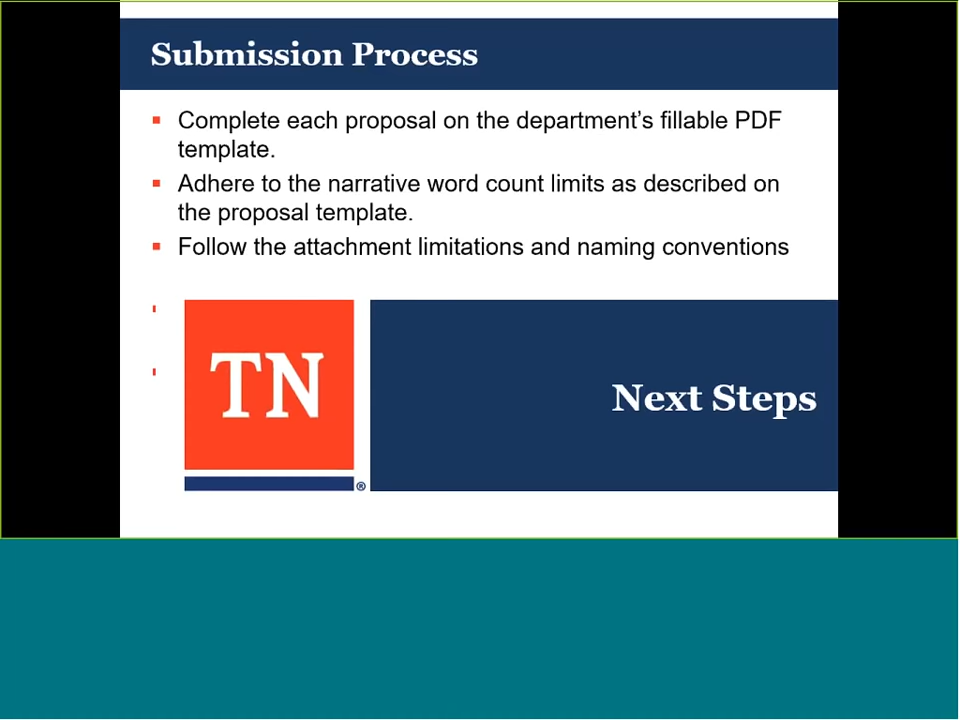 Submission Process
Complete each proposal on the department's fillable PDF
template.
Adhere to the narrative word count limits as described on
the proposal template.
Follow the attachment limitations and naming conventions
TN
®
Next Steps